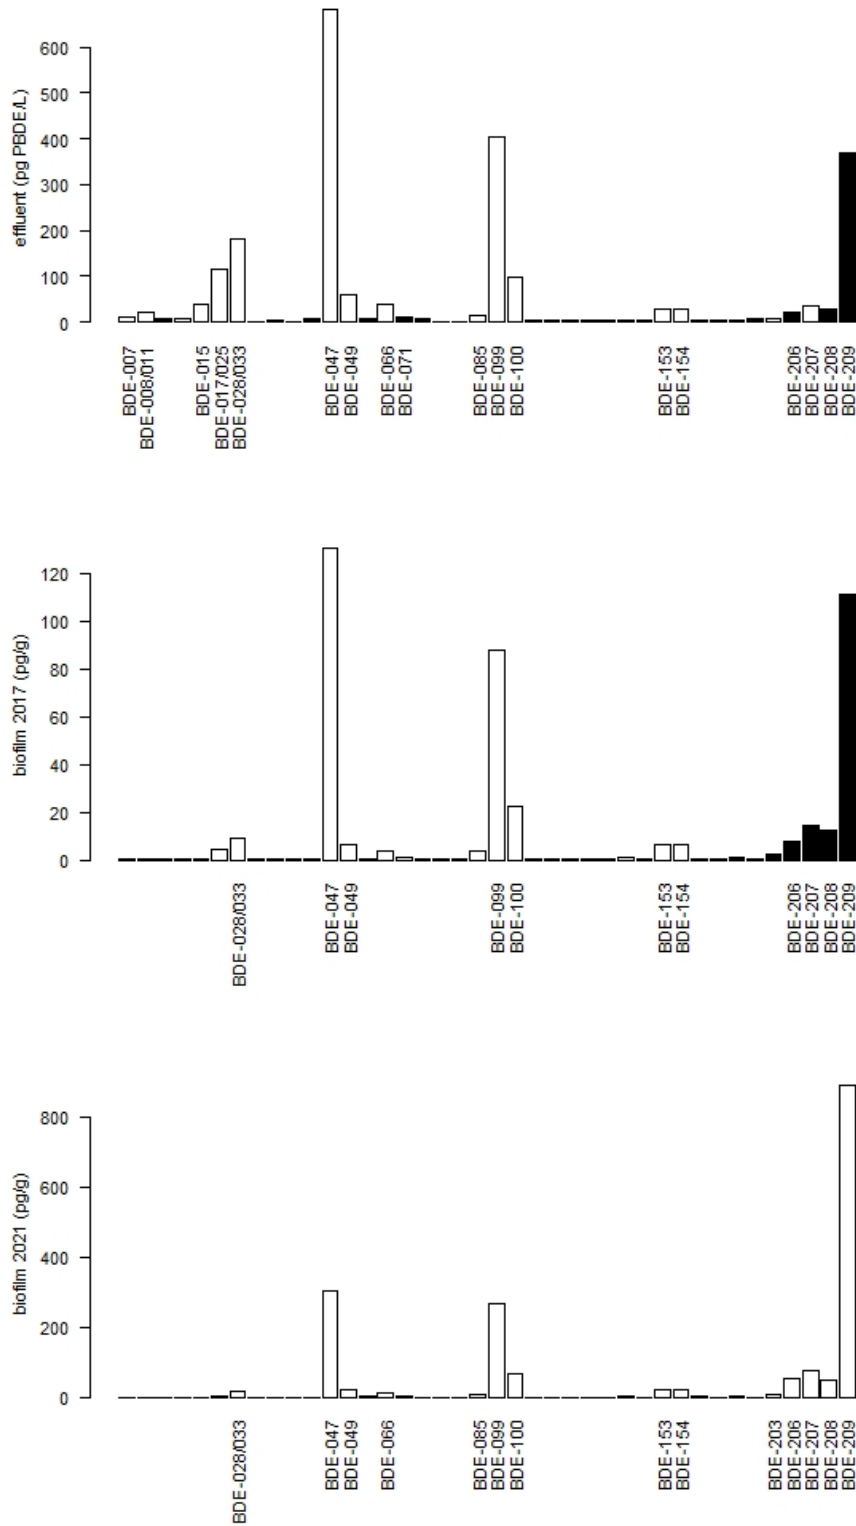 effluent (pg PBDE/L)
600
500
400
300
200
100
0
BDE-007
BDE-008/011
BDE-015
BDE-017/025
BDE-028/033
BDE-047
BDE-049
BDE-066
BDE-071
BDE-085
BDE-099
BDE-100
BDE-153
BDE-154
BDE-206
BDE-207
BDE-208
BDE-209
biofilm 2017 (pg/g)
120
100
80
60
40
20
0
BDE-028/033
BDE-047
BDE-049
BDE-099
BDE-100
BDE-153
BDE-154
BDE-206
BDE-207
BDE-208
BDE-209
biofilm 2021 (pg/g)
800
600
400
200
0
BDE-028/033
BDE-047
BDE-049
BDE-066
BDE-085
BDE-099
BDE-100
BDE-153
BDE-154
BDE-203
BDE-206
BDE-207
BDE-208
BDE-209